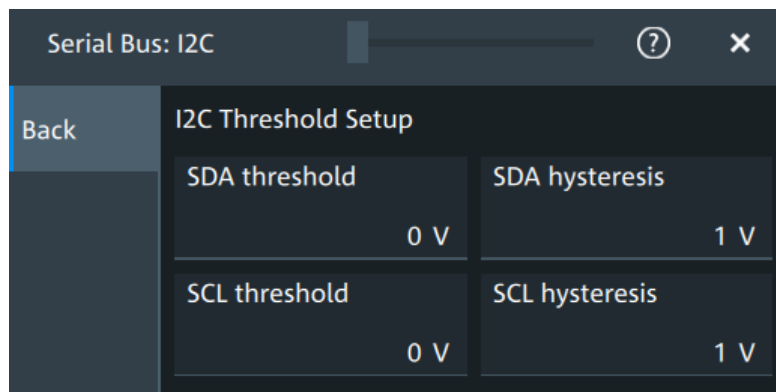 Serial Bus: I2C
?
Back
I2C Threshold Setup
SDA threshold
0 V
SDA hysteresis
1 V
SCL threshold
0 V
SCL hysteresis
1 V